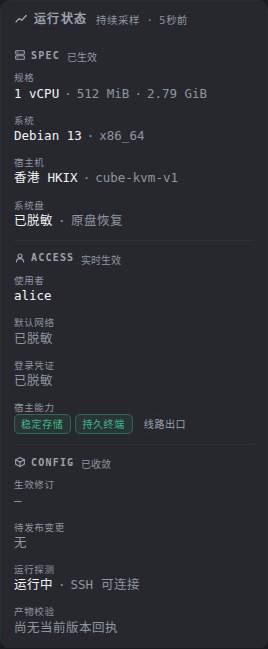 运行状态 持续采样 · 5秒前
SPEC 已生效
规格
1 vCPU · 512 MiB · 2.79 GiB
系统
Debian 13 · x86_64
宿主机
香港 HKIX · cube-kvm-v1
系统盘
已脱敏 · 原盘恢复
ACCESS 实时生效
使用者
alice
默认网络
已脱敏
登录凭证
已脱敏
宿主能力
稳定存储 持久终端 线路出口
CONFIG 已收敛
生效修订
—
待发布变更
无
运行探测
运行中 · SSH 可连接
产物校验
尚无当前版本回执